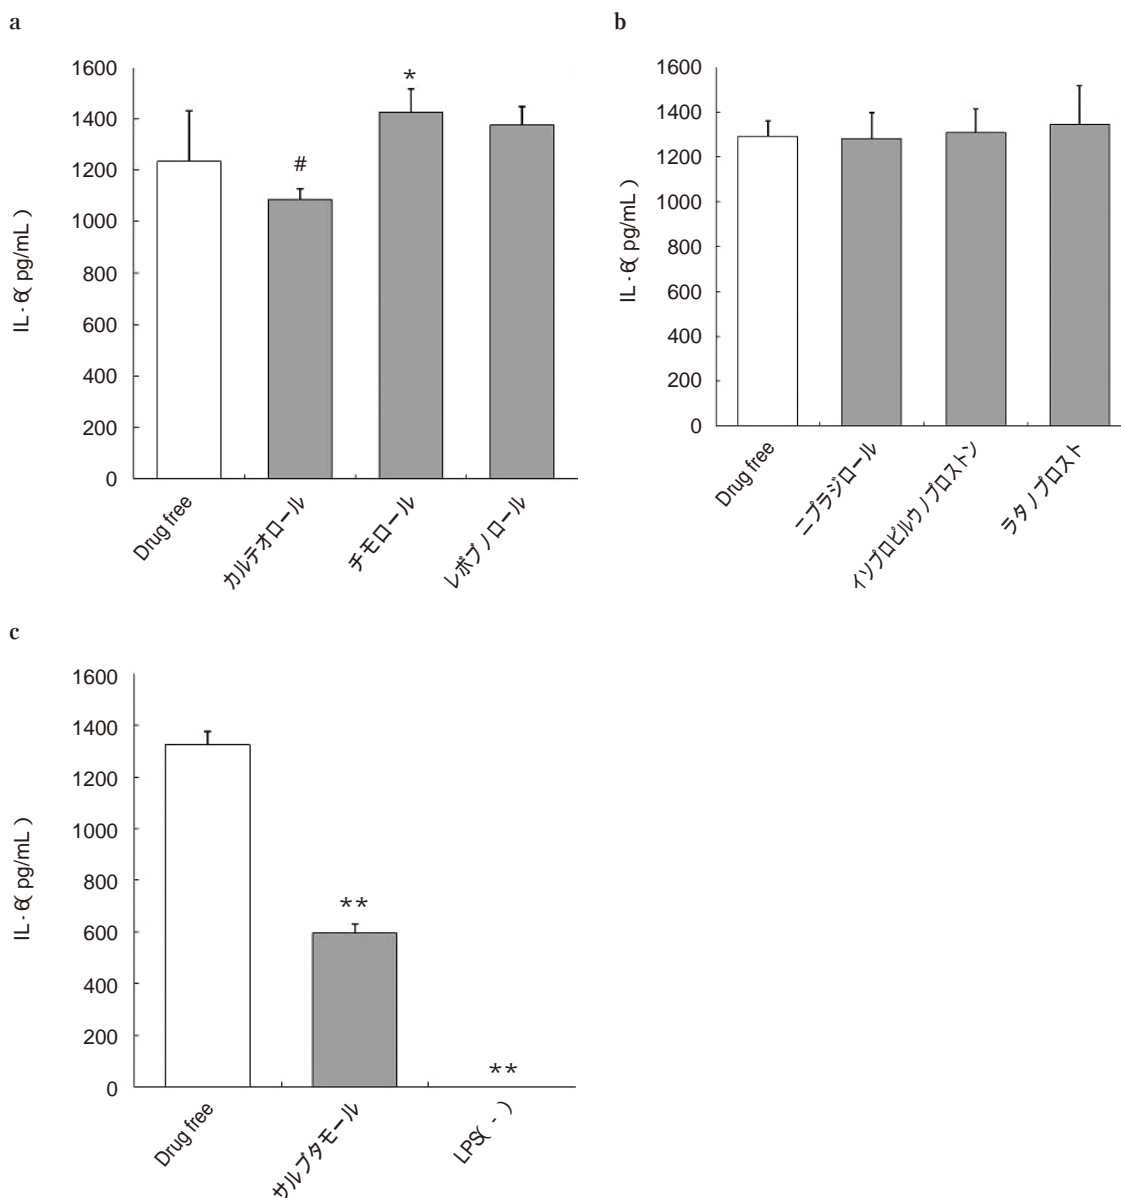 a
1600
1400
1200
1000
800
600
400
200
0
IL-6( pg/mL )
#
*
Drug free
カルテオロール
チモロール
レボブノロール
b
1600
1400
1200
1000
800
600
400
200
0
IL-6( pg/mL )
Drug free
ニプラジロール
イソプロピルウノプロストン
ラタノプロスト
c
1600
1400
1200
1000
800
600
400
200
0
IL-6( pg/mL )
**
**
Drug free
サルブタモール
LPS( - )